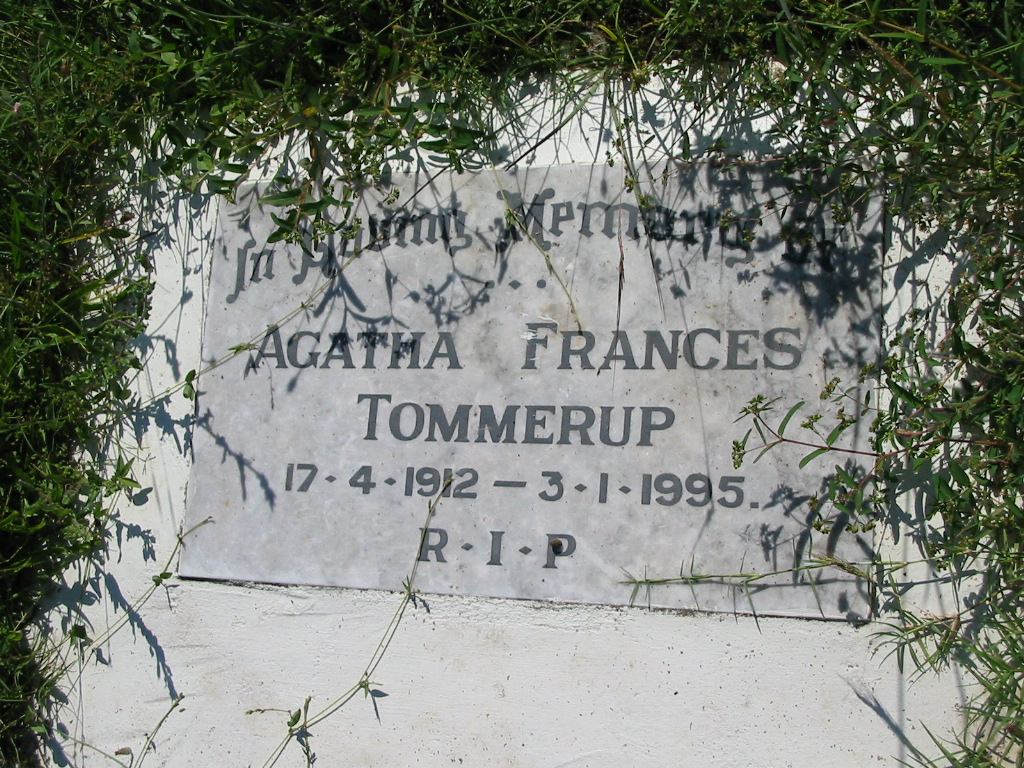 In Loving Memory Of
...
AGATHA FRANCES
TOMMERUP
17·4·1912 – 3·1·1995.
R·I·P